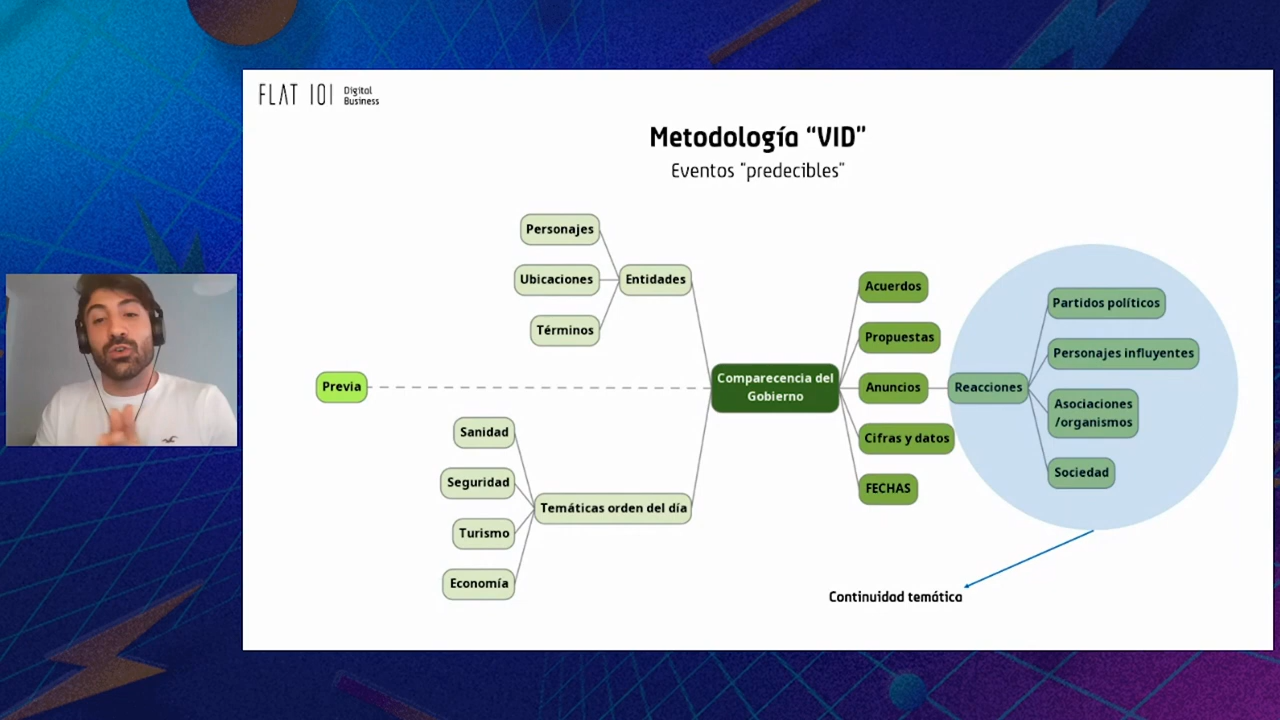 FLAT 101 Digital
Business
Metodología “VID”
Eventos "predecibles"
Personajes
Ubicaciones
Términos
Entidades
Previa
Sanidad
Seguridad
Turismo
Economía
Temáticas orden del día
Comparecencia del
Gobierno
Acuerdos
Propuestas
Anuncios
Cifras y datos
FECHAS
Reacciones
Partidos políticos
Personajes influyentes
Asociaciones
/organismos
Sociedad
Continuidad temática